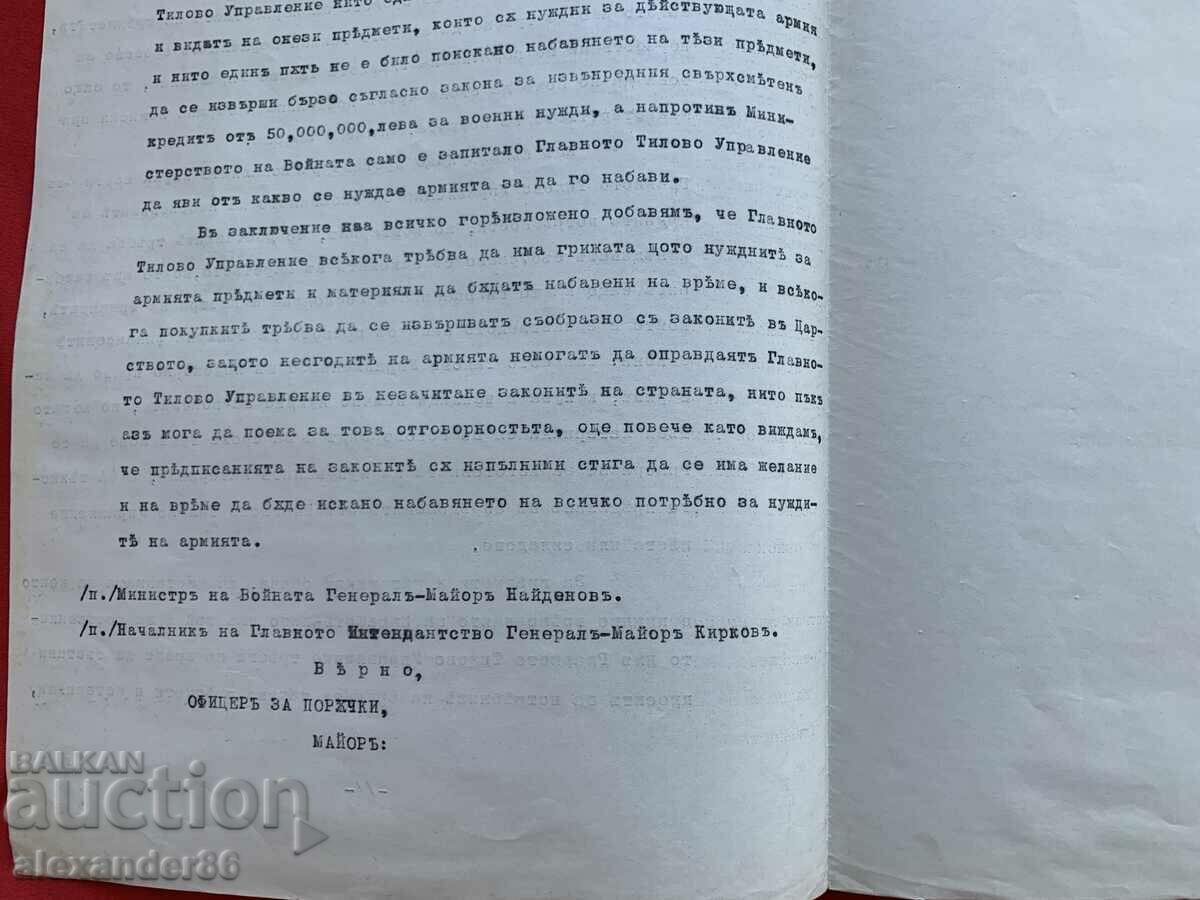 Тилово Управление нито
и видътъ на онези прѣдмети, които сѫ нуждни за дѣйствующата армия
и нито единъ пѫть не е било поискано набавянето на тѣзи прѣдмети,
да се извърши бързо съгласно закона за извънредния свърхсмѣтенъ
кредитъ отъ 50,000,000,лева за военни нужди, а напротивъ Мини-
стерството на Войната само е запитало Главното Тилово Управление
да яви отъ какво се нуждае армията за да го набави.
Въ заключение на всичко горѣизложено добавямъ, че Главното
Тилово Управление всѣкога трѣбва да има грижата щото нуждниѣ за
армията прѣдмети и материяли да бѫдатъ набавени на врѣме, и всѣко-
га покупкитѣ трѣбва да се извършватъ съобразно съ законитѣ въ Цар-
ството, защото несгодитѣ на армията немогатъ да оправдаятъ Главно-
то Тилово Управление въ незачитане законитѣ на страната, нито пъкъ
азъ мога да поема за това отговорностьта, още повече като виждамъ,
че прѣдписанията на законитѣ сѫ изпълними стига да се има желание
и на врѣме да бѫде искано набавянето на всичко потрѣбно за нужди-
тѣ на армията.
/п./Министръ на Войната Генералъ-Майоръ Найденовъ.
/п./Началникъ на Главното Интендантство Генералъ-Майоръ Кирковъ.
Вѣрно,
ОФИЦЕРЪ ЗА ПОРѪЧКИ,
МАЙОРЪ:
BALKAN
auction
alexander86